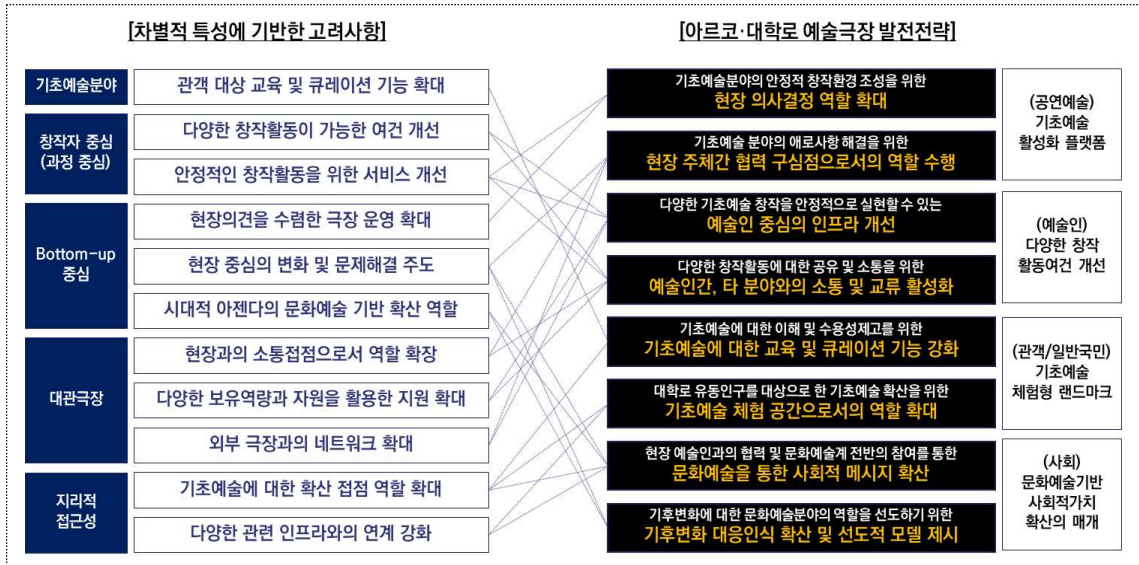 [차별적 특성에 기반한 고려사항]
기초예술분야
관객 대상 교육 및 큐레이션 기능 확대
창작자 중심
(과정 중심)
다양한 창작활동이 가능한 여건 개선
안정적인 창작활동을 위한 서비스 개선
Bottom-up
중심
현장의견을 수렴한 극장 운영 확대
현장 중심의 변화 및 문제해결 주도
시대적 아젠다의 문화예술 기반 확산 역할
대관극장
현장과의 소통접점으로서 역할 확장
다양한 보유역량과 자원을 활용한 지원 확대
외부 극장과의 네트워크 확대
지리적
접근성
기초예술에 대한 확산 접점 역할 확대
다양한 관련 인프라와의 연계 강화
[아르코·대학로 예술극장 발전전략]
기초예술분야의 안정적 창작환경 조성을 위한
현장 의사결정 역할 확대
기초예술 분야의 애로사항 해결을 위한
현장 주체간 협력 구심점으로서의 역할 수행
(공연예술)
기초예술
활성화 플랫폼
다양한 기초예술 창작을 안정적으로 실현할 수 있는
예술인 중심의 인프라 개선
다양한 창작활동에 대한 공유 및 소통을 위한
예술인간, 타 분야와의 소통 및 교류 활성화
(예술인)
다양한 창작
활동여건 개선
기초예술에 대한 이해 및 수용성제고를 위한
기초예술에 대한 교육 및 큐레이션 기능 강화
대학로 유동인구를 대상으로 한 기초예술 확산을 위한
기초예술 체험 공간으로서의 역할 확대
(관객/일반국민)
기초예술
체험형 랜드마크
현장 예술인과의 협력 및 문화예술계 전반의 참여를 통한
문화예술을 통한 사회적 메시지 확산
기후변화에 대한 문화예술분야의 역할을 선도하기 위한
기후변화 대응인식 확산 및 선도적 모델 제시
(사회)
문화예술기반
사회적가치
확산의 매개